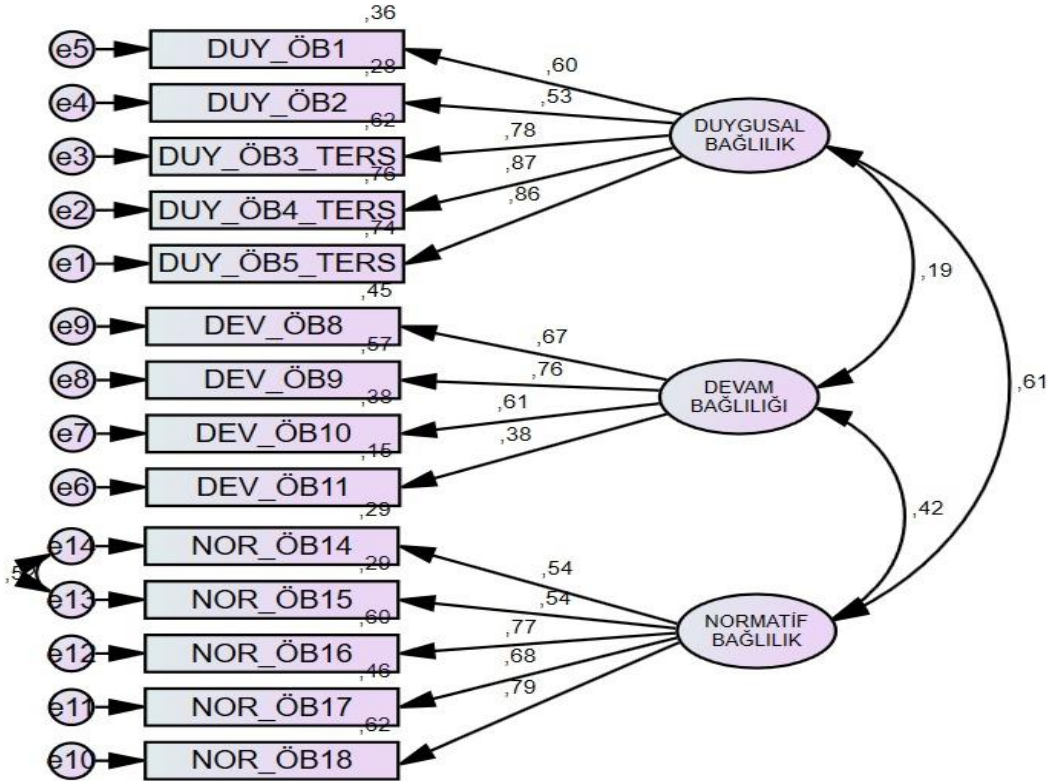 ,36
e5 DUY_ÖB1
,28
,60
e4 DUY_ÖB2
,53
,62
e3 DUY_ÖB3_TERS
,78
,76
e2 DUY_ÖB4_TERS
,87
,74
e1 DUY_ÖB5_TERS
,86
DUYGUSAL
BAĞLILIK
,45
e9 DEV_ÖB8
,67
,57
e8 DEV_ÖB9
,76
,38
e7 DEV_ÖB10
,61
,15
e6 DEV_ÖB11
,38
DEVAM
BAĞLILIĞI
,29
e14 NOR_ÖB14
,54
,29
e13 NOR_ÖB15
,54
,60
e12 NOR_ÖB16
,77
,46
e11 NOR_ÖB17
,68
,62
e10 NOR_ÖB18
,79
NORMATİF
BAĞLILIK
,19
,61
,42